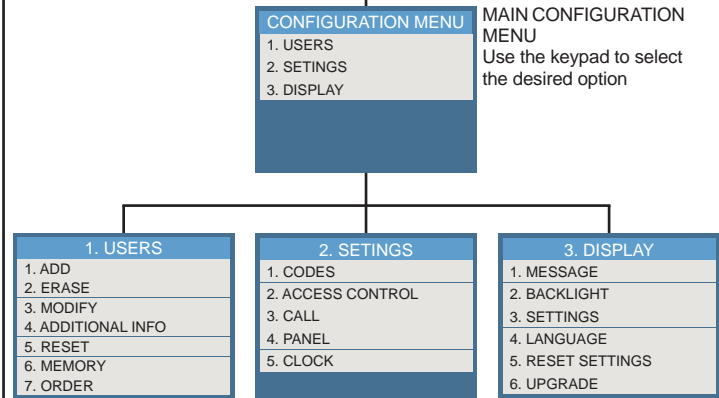 CONFIGURATION MENU
1. USERS
2. SETINGS
3. DISPLAY
MAIN CONFIGURATION
MENU
Use the keypad to select
the desired option
1. USERS
1. ADD
2. ERASE
3. MODIFY
4. ADDITIONAL INFO
5. RESET
6. MEMORY
7. ORDER
2. SETINGS
1. CODES
2. ACCESS CONTROL
3. CALL
4. PANEL
5. CLOCK
3. DISPLAY
1. MESSAGE
2. BACKLIGHT
3. SETTINGS
4. LANGUAGE
5. RESET SETTINGS
6. UPGRADE